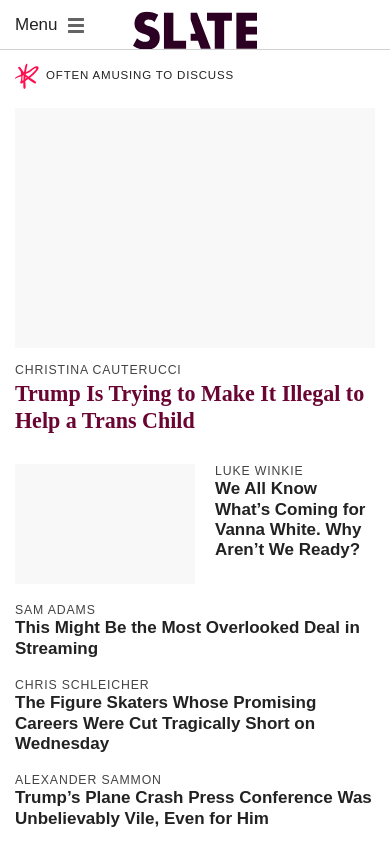 Menu
SLATE
OFTEN AMUSING TO DISCUSS
CHRISTINA CAUTERUCCI
Trump Is Trying to Make It Illegal to
Help a Trans Child
LUKE WINKIE
We All Know
What’s Coming for
Vanna White. Why
Aren’t We Ready?
SAM ADAMS
This Might Be the Most Overlooked Deal in
Streaming
CHRIS SCHLEICHER
The Figure Skaters Whose Promising
Careers Were Cut Tragically Short on
Wednesday
ALEXANDER SAMMON
Trump’s Plane Crash Press Conference Was
Unbelievably Vile, Even for Him